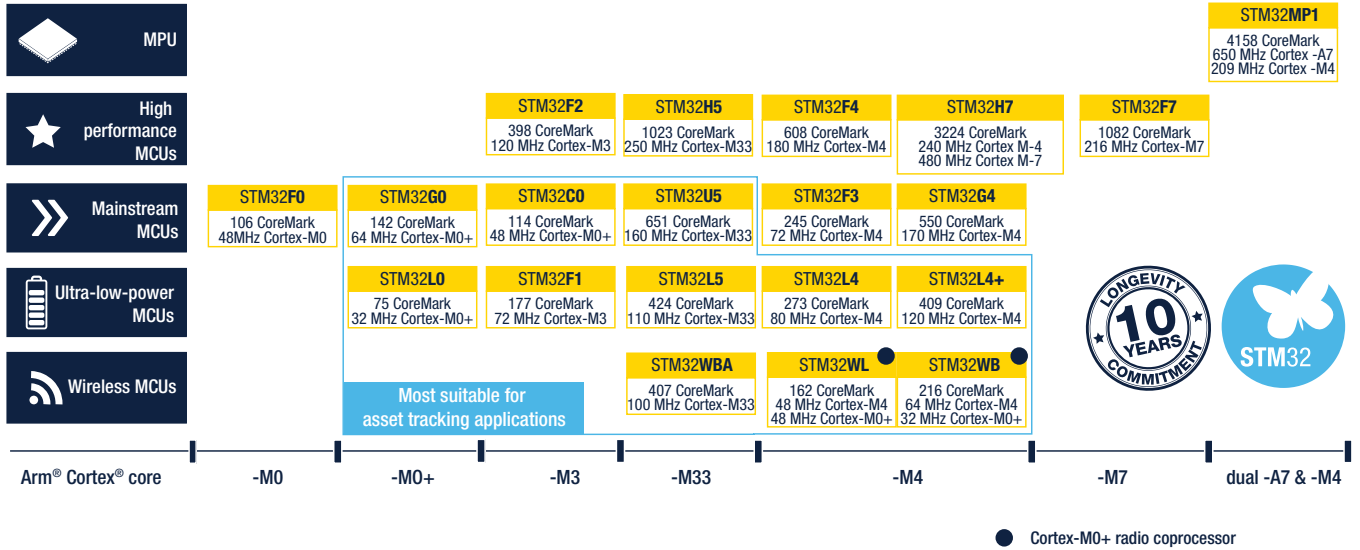 MPU
STM32MP1
4158 CoreMark
650 MHz Cortex -A7
209 MHz Cortex -M4
High
performance
MCUs
STM32F2
398 CoreMark
120 MHz Cortex-M3
STM32H5
1023 CoreMark
250 MHz Cortex-M33
STM32F4
608 CoreMark
180 MHz Cortex-M4
STM32H7
3224 CoreMark
240 MHz Cortex M-4
480 MHz Cortex M-7
STM32F7
1082 CoreMark
216 MHz Cortex-M7
Mainstream
MCUs
STM32F0
106 CoreMark
48MHz Cortex-M0
STM32G0
142 CoreMark
64 MHz Cortex-M0+
STM32C0
114 CoreMark
48 MHz Cortex-M0+
STM32U5
651 CoreMark
160 MHz Cortex-M33
STM32F3
245 CoreMark
72 MHz Cortex-M4
STM32G4
550 CoreMark
170 MHz Cortex-M4
Ultra-low-power
MCUs
STM32L0
75 CoreMark
32 MHz Cortex-M0+
STM32F1
177 CoreMark
72 MHz Cortex-M3
STM32L5
424 CoreMark
110 MHz Cortex-M33
STM32L4
273 CoreMark
80 MHz Cortex-M4
STM32L4+
409 CoreMark
120 MHz Cortex-M4
LONGEVITY
10
YEARS
COMMITMENT
STM32
Wireless MCUs
Most suitable for
asset tracking applications
STM32WBA
407 CoreMark
100 MHz Cortex-M33
STM32WL
162 CoreMark
48 MHz Cortex-M4
48 MHz Cortex-M0+
STM32WB
216 CoreMark
64 MHz Cortex-M4
32 MHz Cortex-M0+
Arm® Cortex® core
-M0
-M0+
-M3
-M33
-M4
-M7
dual -A7 & -M4
Cortex-M0+ radio coprocessor